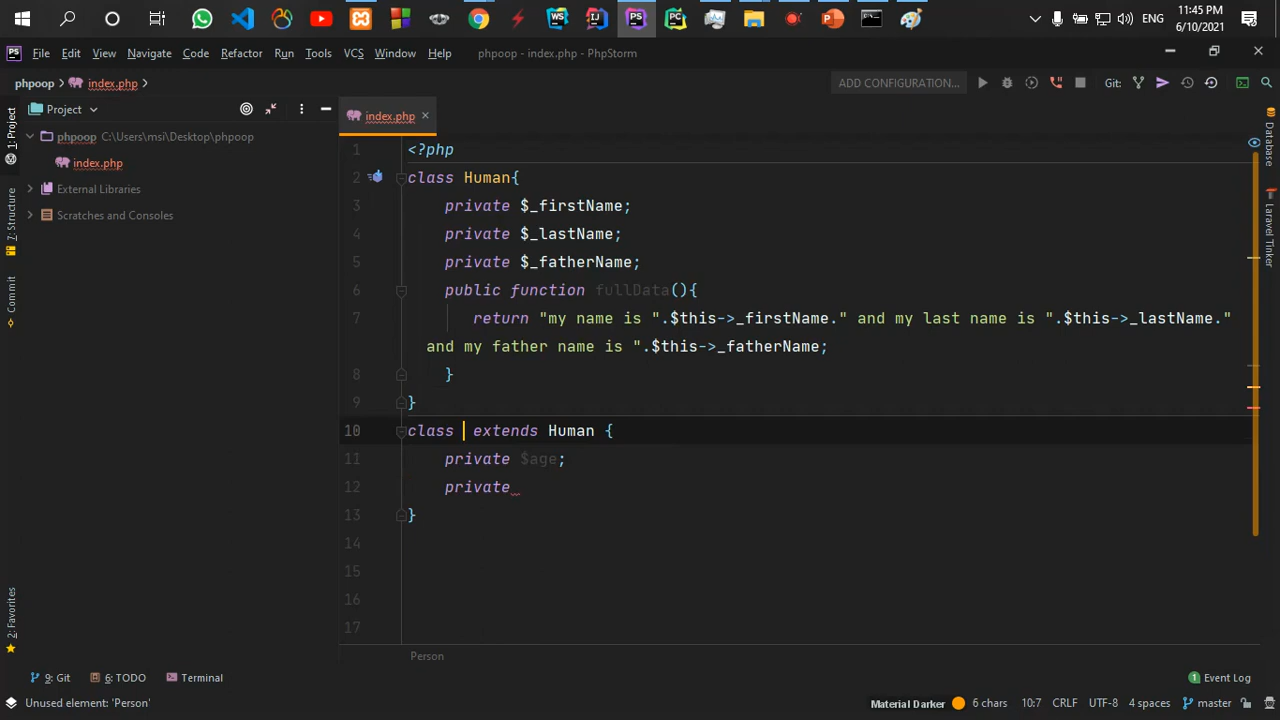 11:45 PM
ENG
6/10/2021
File Edit View Navigate Code Refactor Run Tools VCS Window Help phpoop - index.php - PhpStorm
phpoop index.php ADD CONFIGURATION... Git:
Project index.php
1: Project
phpoop C:\Users\msi\Desktop\phpoop
index.php
External Libraries
Scratches and Consoles
7: Structure
Commit
2: Favorites
1 <?php
2 class Human{
3 private $_firstName;
4 private $_lastName;
5 private $_fatherName;
6 public function fullData(){
7 return "my name is ".$this->_firstName." and my last name is ".$this->_lastName."
and my father name is ".$this->_fatherName;
8 }
9 }
10 class extends Human {
11 private $age;
12 private
13 }
14
15
16
17
Database
Laravel Tinker
Person
9: Git 6: TODO Terminal 1 Event Log
Unused element: 'Person' Material Darker 6 chars 10:7 CRLF UTF-8 4 spaces master